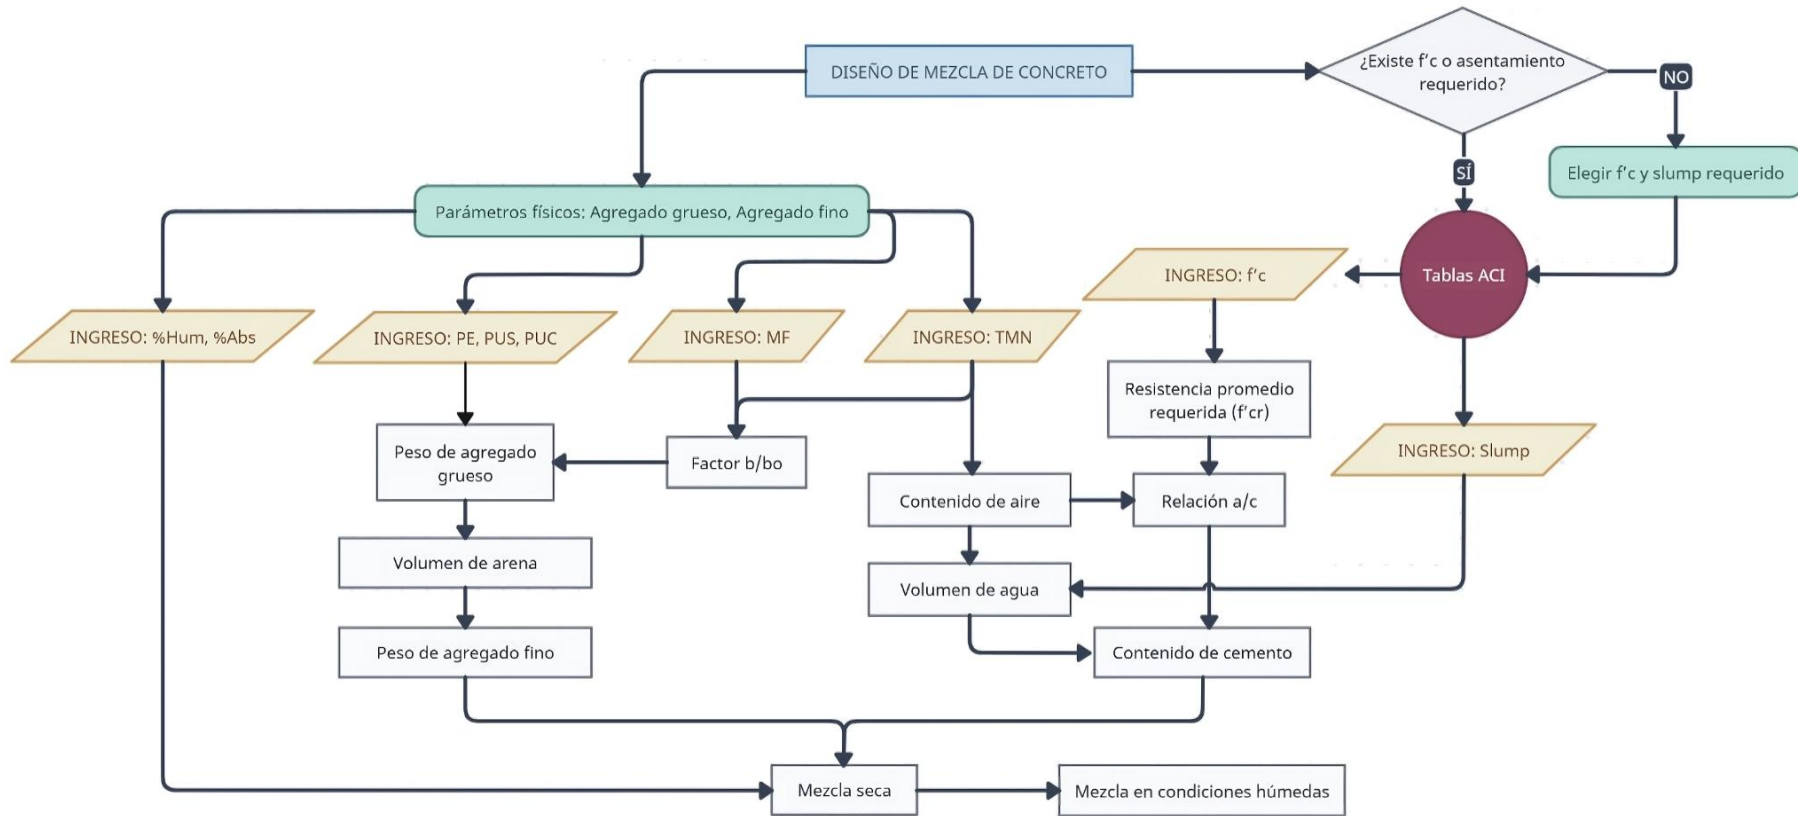 DISEÑO DE MEZCLA DE CONCRETO
¿Existe f’c o asentamiento
requerido?
NO
SÍ
Elegir f’c y slump requerido
Parámetros físicos: Agregado grueso, Agregado fino
INGRESO: f’c
Tablas ACI
INGRESO: %Hum, %Abs
INGRESO: PE, PUS, PUC
INGRESO: MF
INGRESO: TMN
Resistencia promedio
requerida (f’cr)
Peso de agregado
grueso
Factor b/bo
INGRESO: Slump
Contenido de aire
Relación a/c
Volumen de arena
Volumen de agua
Peso de agregado fino
Contenido de cemento
Mezcla seca
Mezcla en condiciones húmedas